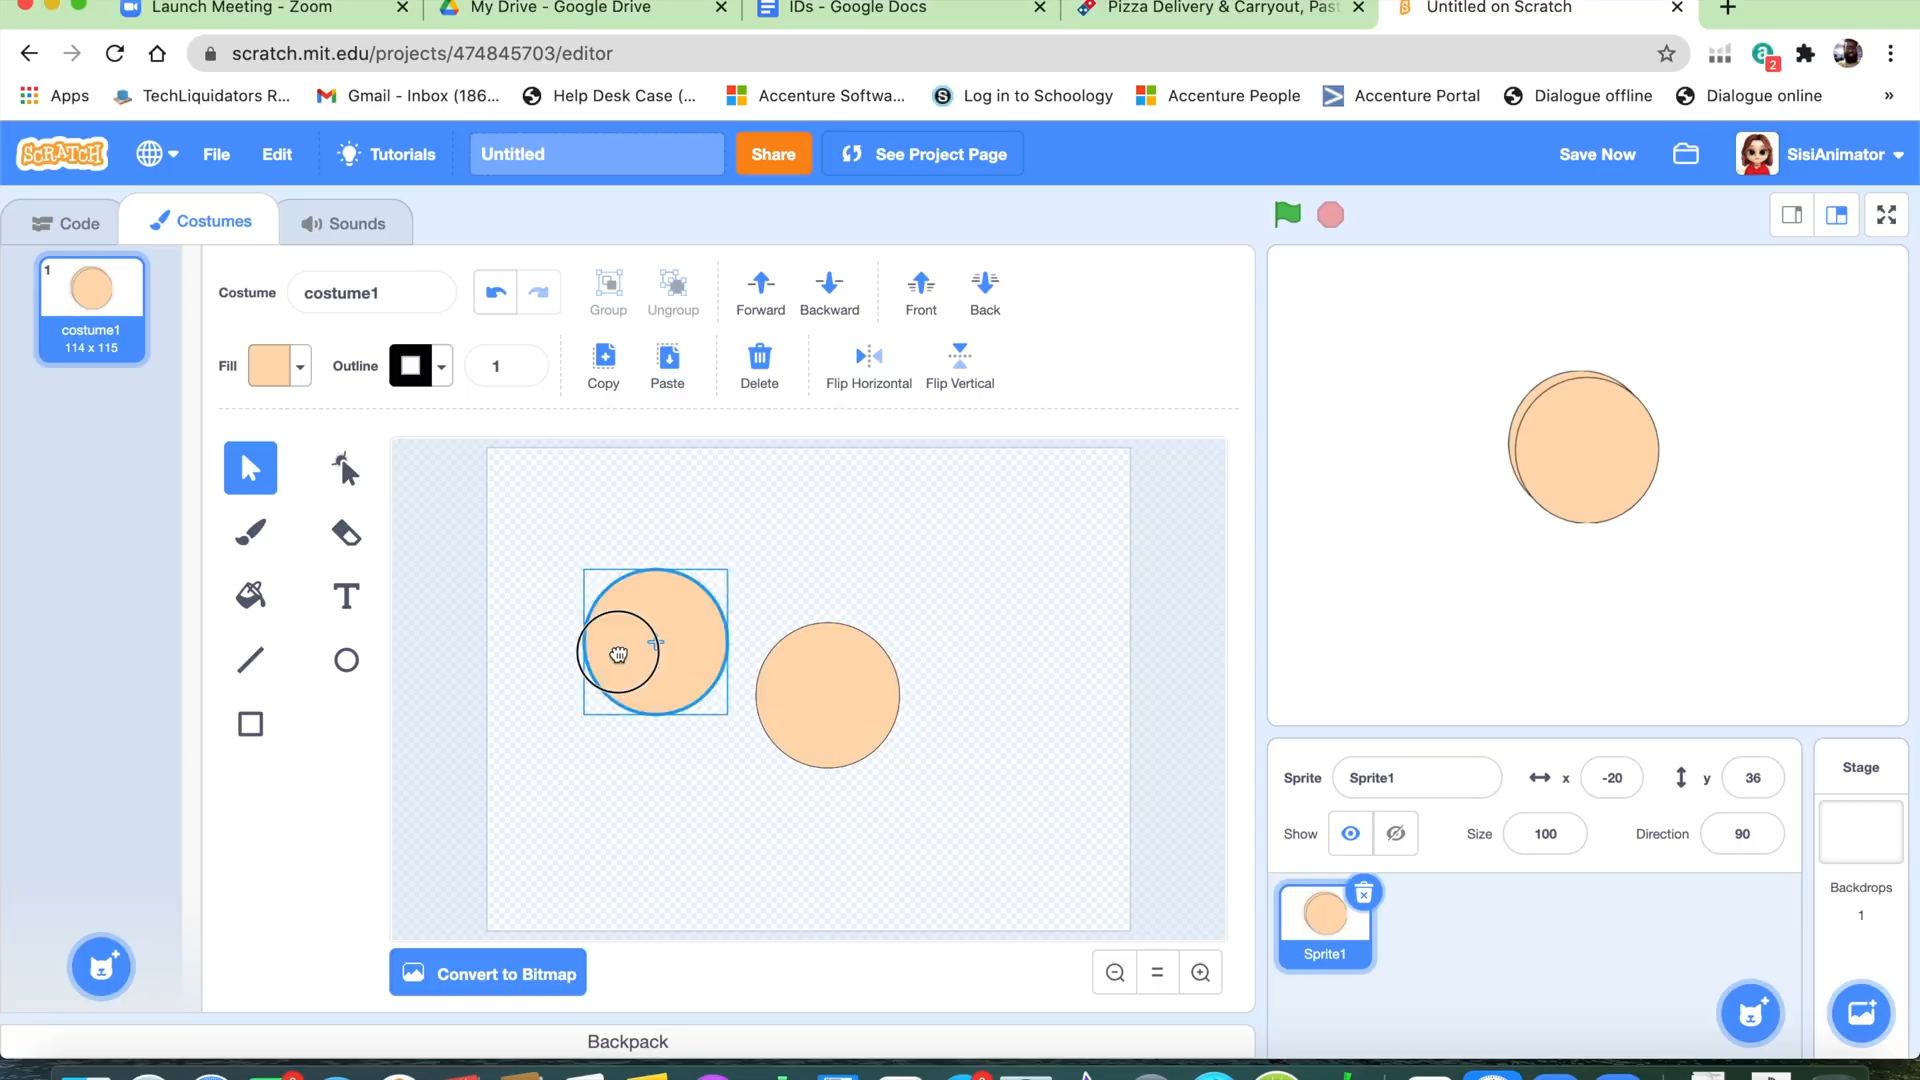 Launch Meeting - Zoom
My Drive - Google Drive
IDs - Google Docs
Pizza Delivery & Carryout, Past
Untitled on Scratch
scratch.mit.edu/projects/474845703/editor
2
Apps
TechLiquidators R...
Gmail - Inbox (186...
Help Desk Case (...
Accenture Softwa...
Log in to Schoology
Accenture People
Accenture Portal
Dialogue offline
Dialogue online
»
SCRATCH
File
Edit
Tutorials
Untitled
Share
See Project Page
Save Now
SisiAnimator
Code
Costumes
Sounds
1
costume1
114 x 115
Costume
costume1
Group
Ungroup
Forward
Backward
Front
Back
Fill
Outline
1
Copy
Paste
Delete
Flip Horizontal
Flip Vertical
T
Convert to Bitmap
Backpack
Sprite
Sprite1
x
-20
y
36
Show
Size
100
Direction
90
Sprite1
Stage
Backdrops
1